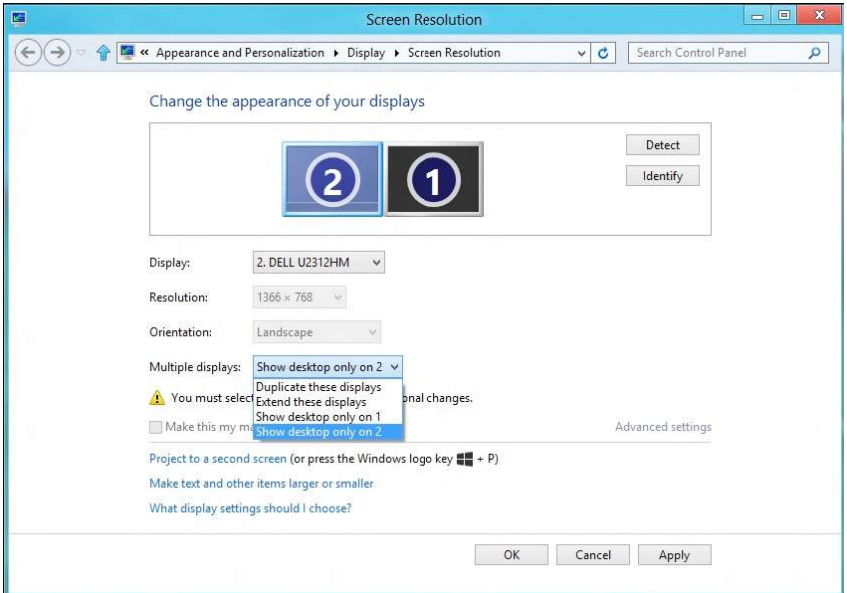 Screen Resolution
« Appearance and Personalization ▸ Display ▸ Screen Resolution Search Control Panel
Change the appearance of your displays
2 1
Detect
Identify
Display: 2. DELL U2312HM
Resolution: 1366 × 768
Orientation: Landscape
Multiple displays: Show desktop only on 2
Duplicate these displays
You must selec onal changes.
Extend these displays
Show desktop only on 1
Make this my ma Show desktop only on 2 Advanced settings
Project to a second screen (or press the Windows logo key + P)
Make text and other items larger or smaller
What display settings should I choose?
OK Cancel Apply